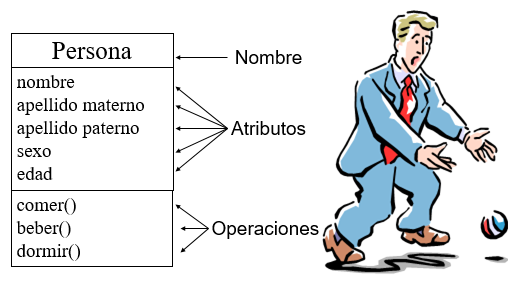 Persona
nombre
apellido materno
apellido paterno
sexo
edad
comer()
beber()
dormir()
Nombre
Atributos
Operaciones